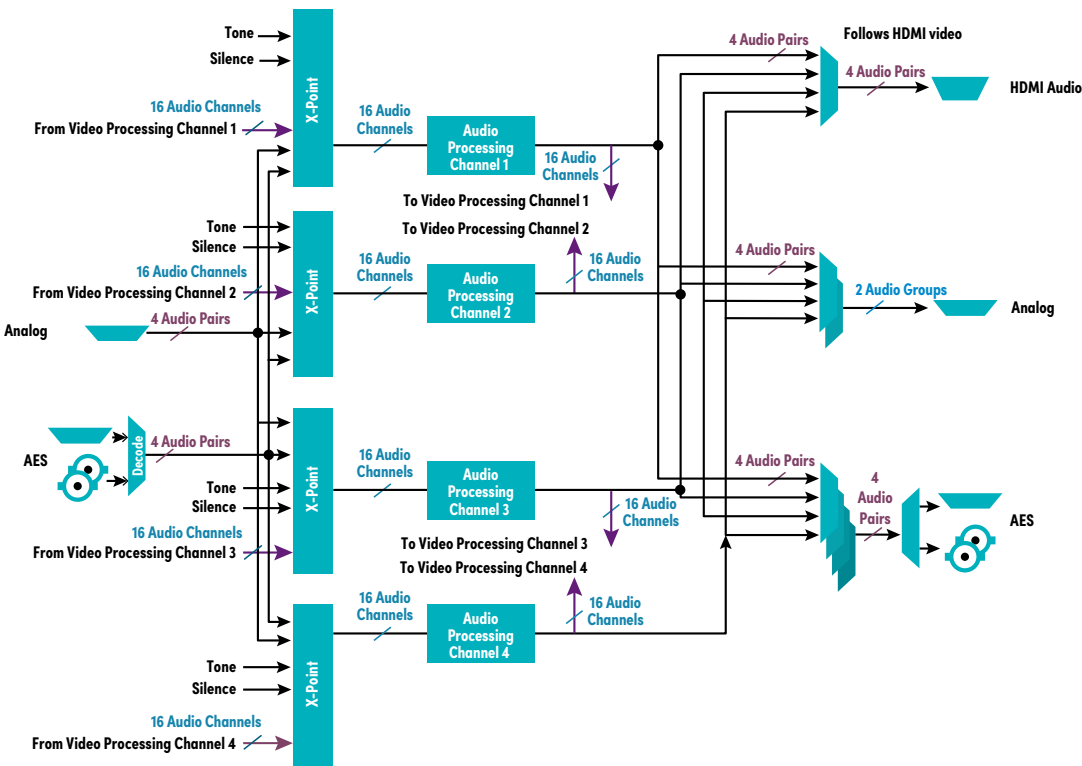 Tone
Silence
16 Audio Channels
From Video Processing Channel 1
X-Point
16 Audio
Channels
Audio
Processing
Channel 1
16 Audio
Channels
To Video Processing Channel 1
4 Audio Pairs
Follows HDMI video
4 Audio Pairs
HDMI Audio
Tone
Silence
16 Audio Channels
From Video Processing Channel 2
X-Point
16 Audio
Channels
Audio
Processing
Channel 2
To Video Processing Channel 2
16 Audio
Channels
4 Audio Pairs
2 Audio Groups
Analog
Analog
4 Audio Pairs
AES
Decode
4 Audio Pairs
Tone
Silence
16 Audio Channels
From Video Processing Channel 3
X-Point
16 Audio
Channels
Audio
Processing
Channel 3
16 Audio
Channels
To Video Processing Channel 3
4 Audio Pairs
4
Audio
Pairs
AES
To Video Processing Channel 4
16 Audio
Channels
X-Point
16 Audio
Channels
Audio
Processing
Channel 4
Tone
Silence
16 Audio Channels
From Video Processing Channel 4